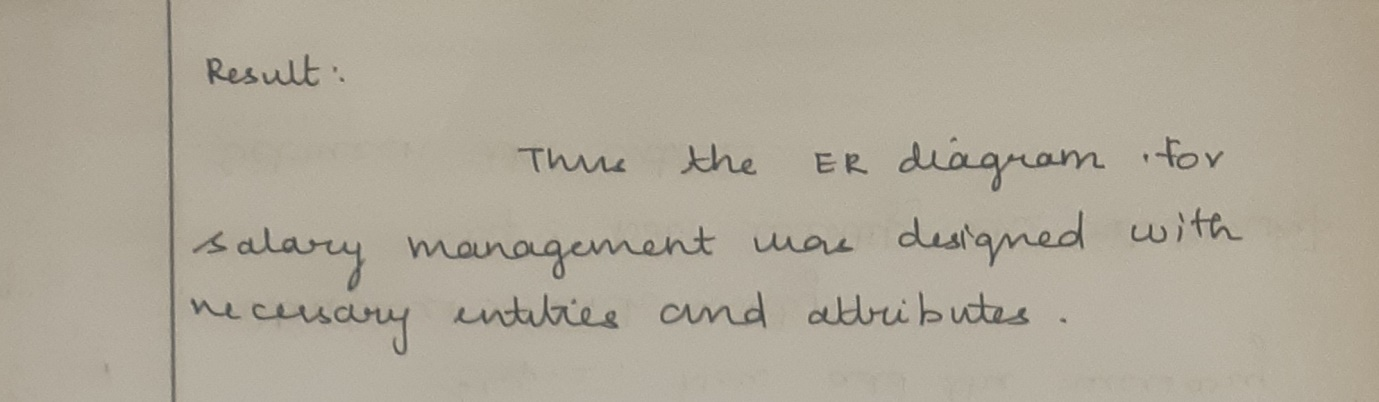 Result:
Thus the ER diagram for
salary management was designed with
necessary entities and attributes.